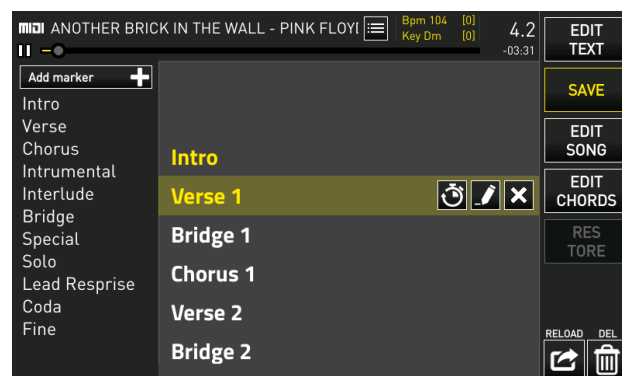 MIDI ANOTHER BRICK IN THE WALL - PINK FLOY
Bpm 104 [0]
Key Dm [0]
4.2
-03:31
Add marker
Intro
Verse
Chorus
Intrumental
Interlude
Bridge
Special
Solo
Lead Resprise
Coda
Fine
Intro
Verse 1
Bridge 1
Chorus 1
Verse 2
Bridge 2
EDIT
TEXT
SAVE
EDIT
SONG
EDIT
CHORDS
RES
TORE
RELOAD DEL